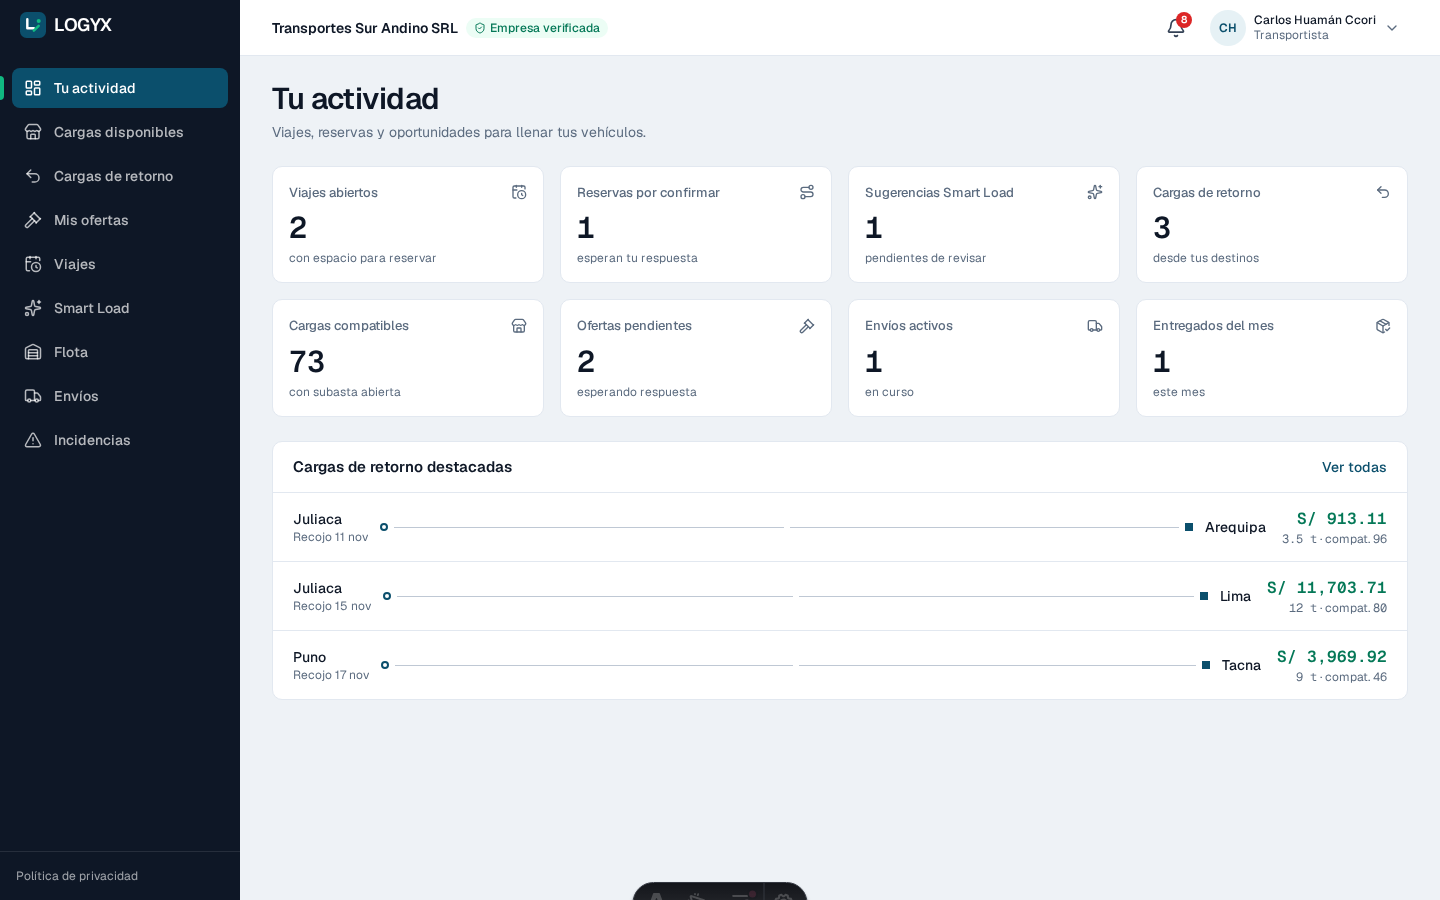 LOGYX
Transportes Sur Andino SRL
Empresa verificada
8
CH
Carlos Huamán Ccori
Transportista
Tu actividad
Cargas disponibles
Cargas de retorno
Mis ofertas
Viajes
Smart Load
Flota
Envíos
Incidencias
Política de privacidad
Tu actividad
Viajes, reservas y oportunidades para llenar tus vehículos.
Viajes abiertos
2
con espacio para reservar
Reservas por confirmar
1
esperan tu respuesta
Sugerencias Smart Load
1
pendientes de revisar
Cargas de retorno
3
desde tus destinos
Cargas compatibles
73
con subasta abierta
Ofertas pendientes
2
esperando respuesta
Envíos activos
1
en curso
Entregados del mes
1
este mes
Cargas de retorno destacadas
Ver todas
Juliaca
Recojo 11 nov
Arequipa
S/ 913.11
3.5 t · compat. 96
Juliaca
Recojo 15 nov
Lima
S/ 11,703.71
12 t · compat. 80
Puno
Recojo 17 nov
Tacna
S/ 3,969.92
9 t · compat. 46